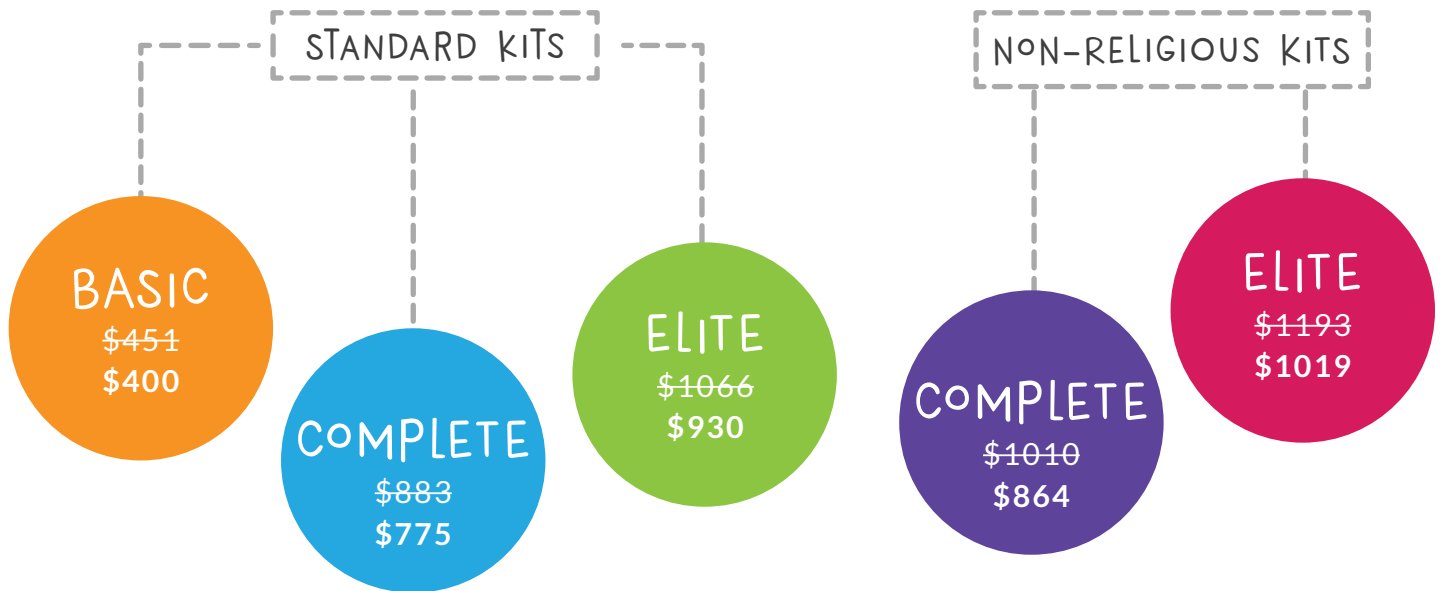 STANDARD KITS
BASIC
$451
$400
COMPLETE
$883
$775
ELITE
$1066
$930
NON-RELIGIOUS KITS
COMPLETE
$1010
$864
ELITE
$1193
$1019